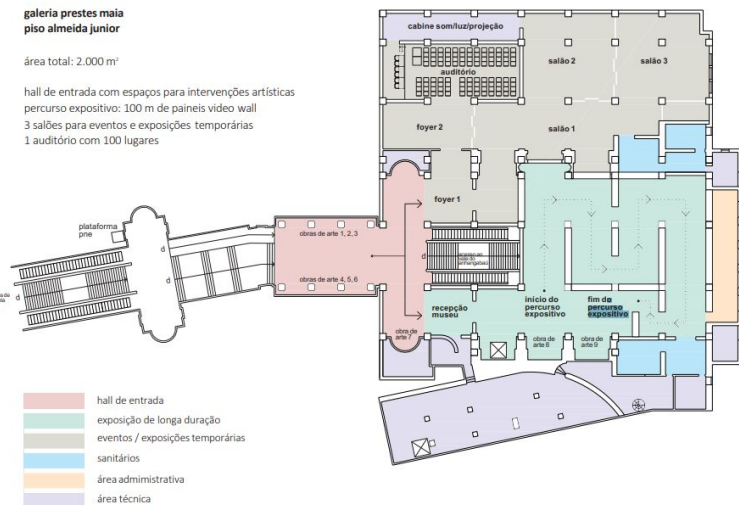 galeria prestes maia
piso almeida junior
área total: 2.000 m²
hall de entrada com espaços para intervenções artísticas
percurso expositivo: 100 m de paineis video wall
3 salões para eventos e exposições temporárias
1 auditório com 100 lugares
cabine som/luz/projeção
auditório
salão 2
salão 3
foyer 2
salão 1
foyer 1
plataforma
pne
d
d
obras de arte 1, 2, 3
obras de arte 4, 5, 6
d
recepção
museu
início do
percurso
expositivo
fim do
percurso
expositivo
obra de
arte 7
obra de
arte 8
obra de
arte 9
hall de entrada
exposição de longa duração
eventos / exposições temporárias
sanitários
área admimistrativa
área técnica